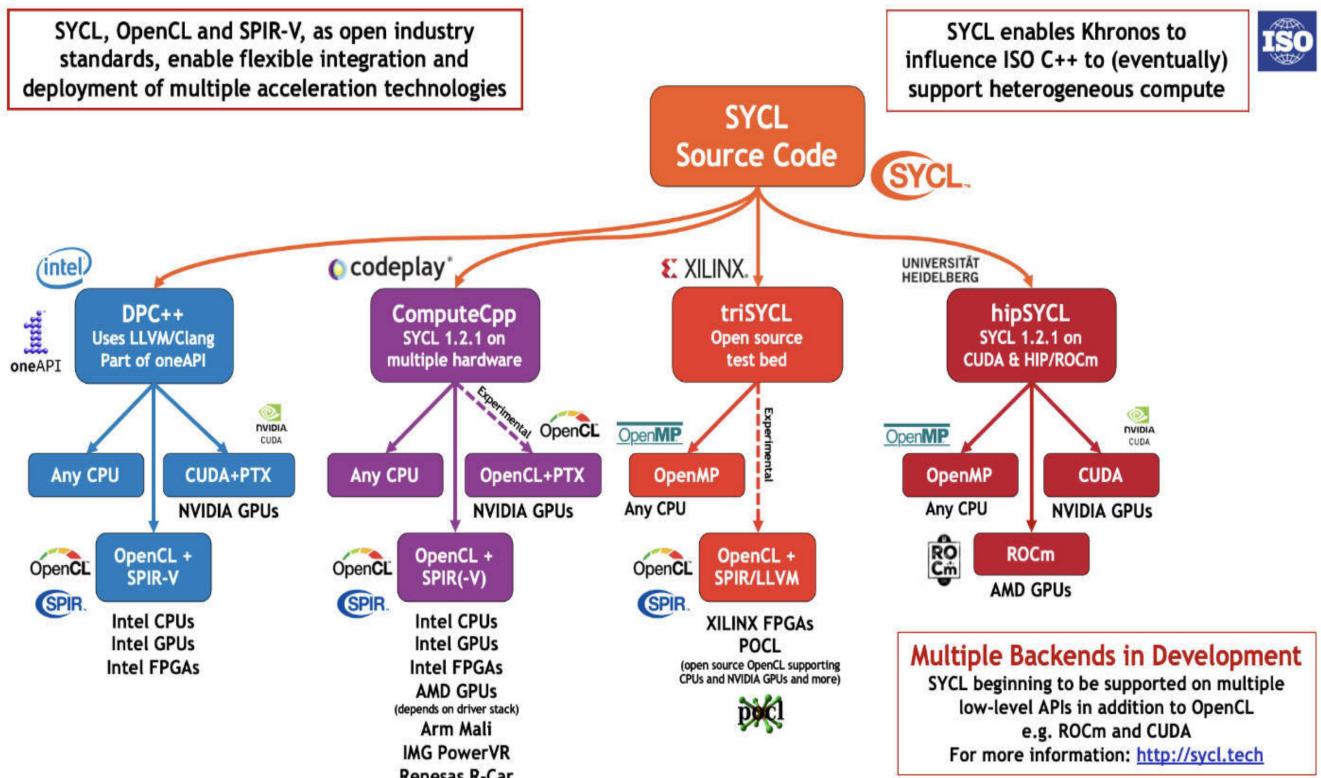 SYCL, OpenCL and SPIR-V, as open industry
standards, enable flexible integration and
deployment of multiple acceleration technologies
SYCL enables Khronos to
influence ISO C++ to (eventually)
support heterogeneous compute
ISO
SYCL
Source Code
SYCL™
intel
oneAPI
DPC++
Uses LLVM/Clang
Part of oneAPI
NVIDIA
CUDA
Any CPU
CUDA+PTX
NVIDIA GPUs
OpenCL
SPIR™
OpenCL +
SPIR-V
Intel CPUs
Intel GPUs
Intel FPGAs
codeplay®
ComputeCpp
SYCL 1.2.1 on
multiple hardware
Experimental
OpenCL
Any CPU
OpenCL+PTX
NVIDIA GPUs
OpenCL
SPIR™
OpenCL +
SPIR(-V)
Intel CPUs
Intel GPUs
Intel FPGAs
AMD GPUs
(depends on driver stack)
Arm Mali
IMG PowerVR
Renesas R-Car
XILINX®
triSYCL
Open source
test bed
Experimental
OpenMP
OpenMP
Any CPU
OpenCL
SPIR™
OpenCL +
SPIR/LLVM
XILINX FPGAs
POCL
(open source OpenCL supporting
CPUs and NVIDIA GPUs and more)
pocl
UNIVERSITÄT
HEIDELBERG
hipSYCL
SYCL 1.2.1 on
CUDA & HIP/ROCm
OpenMP
NVIDIA
CUDA
OpenMP
Any CPU
CUDA
NVIDIA GPUs
ROCm
ROCm
AMD GPUs
Multiple Backends in Development
SYCL beginning to be supported on multiple
low-level APIs in addition to OpenCL
e.g. ROCm and CUDA
For more information: http://sycl.tech